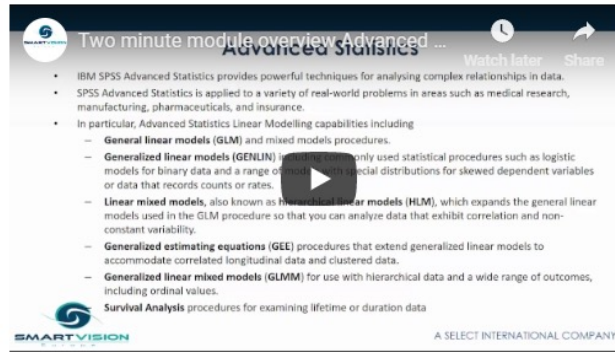 SMARTVISION
Two minute module overview Advanced ...
Advanced Statistics
Watch later
Share
• IBM SPSS Advanced Statistics provides powerful techniques for analysing complex relationships in data.
• SPSS Advanced Statistics is applied to a variety of real-world problems in areas such as medical research,
manufacturing, pharmaceuticals, and insurance.
• In particular, Advanced Statistics Linear Modelling capabilities including
– General linear models (GLM) and mixed models procedures.
– Generalized linear models (GENLIN) including commonly used statistical procedures such as logistic
models for binary data and a range of with special distributions for skewed dependent variables
or data that records counts or rates.
– Linear mixed models, also known as hierarchical linear models (HLM), which expands the general linear
models used in the GLM procedure so that you can analyze data that exhibit correlation and non-
constant variability.
– Generalized estimating equations (GEE) procedures that extend generalized linear models to
accommodate correlated longitudinal data and clustered data.
– Generalized linear mixed models (GLMM) for use with hierarchical data and a wide range of outcomes,
including ordinal values.
Survival Analysis procedures for examining lifetime or duration data
SMARTVISION
Europe
A SELECT INTERNATIONAL COMPANY